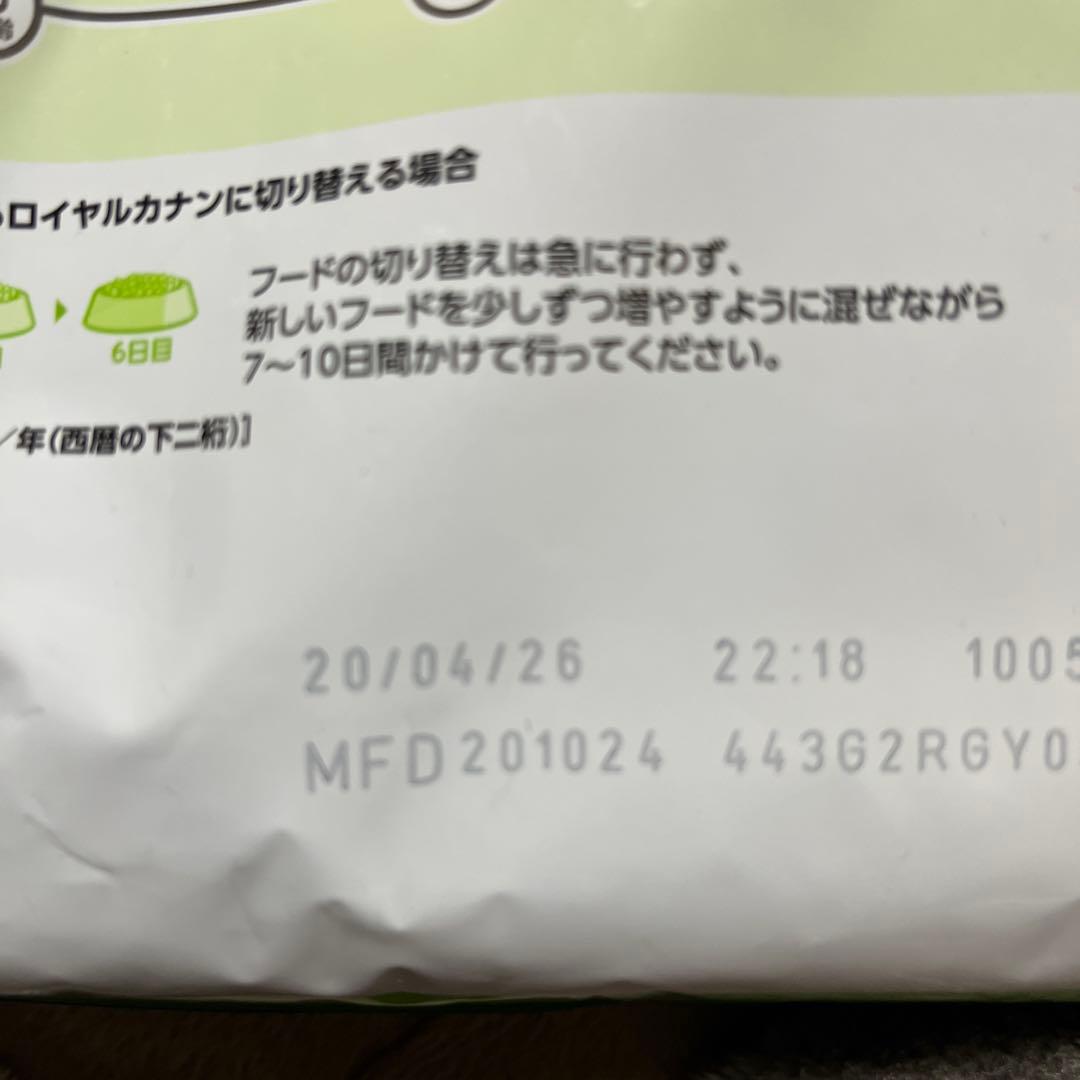 ロイヤルカナンに切り替える場合
フードの切り替えは急に行わず、
新しいフードを少しずつ増やすように混ぜながら
7〜10日間かけて行ってください。
6日目
／年(西暦の下二桁)]
20/04/26 22:18 1005
MFD201024 443G2RGY0